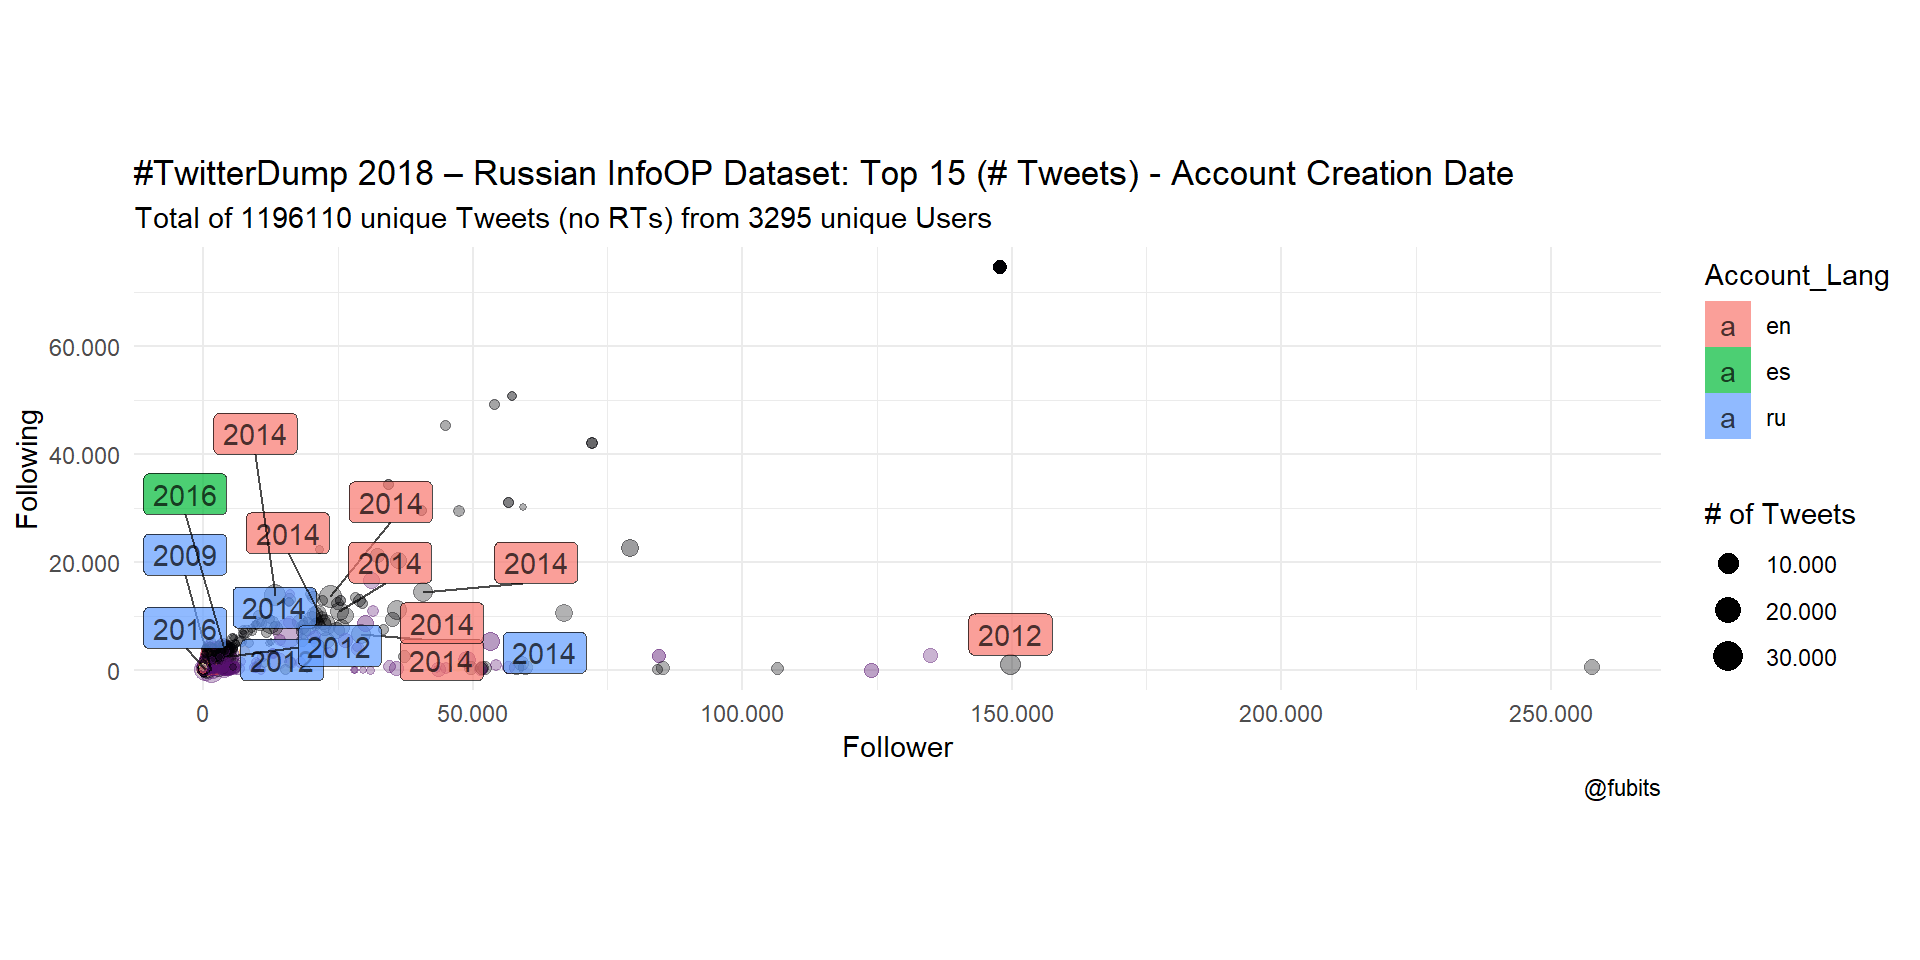 #TwitterDump 2018 – Russian InfoOP Dataset: Top 15 (# Tweets) - Account Creation Date
Total of 1196110 unique Tweets (no RTs) from 3295 unique Users
Following
60.000
40.000
20.000
0
2014
2016
2014
2014
2009
2014
2014
2014
2016
2014
2012
2012
2012
2014
2014
0
50.000
100.000
150.000
200.000
250.000
Follower
Account_Lang
a en
a es
a ru
# of Tweets
10.000
20.000
30.000
@fubits